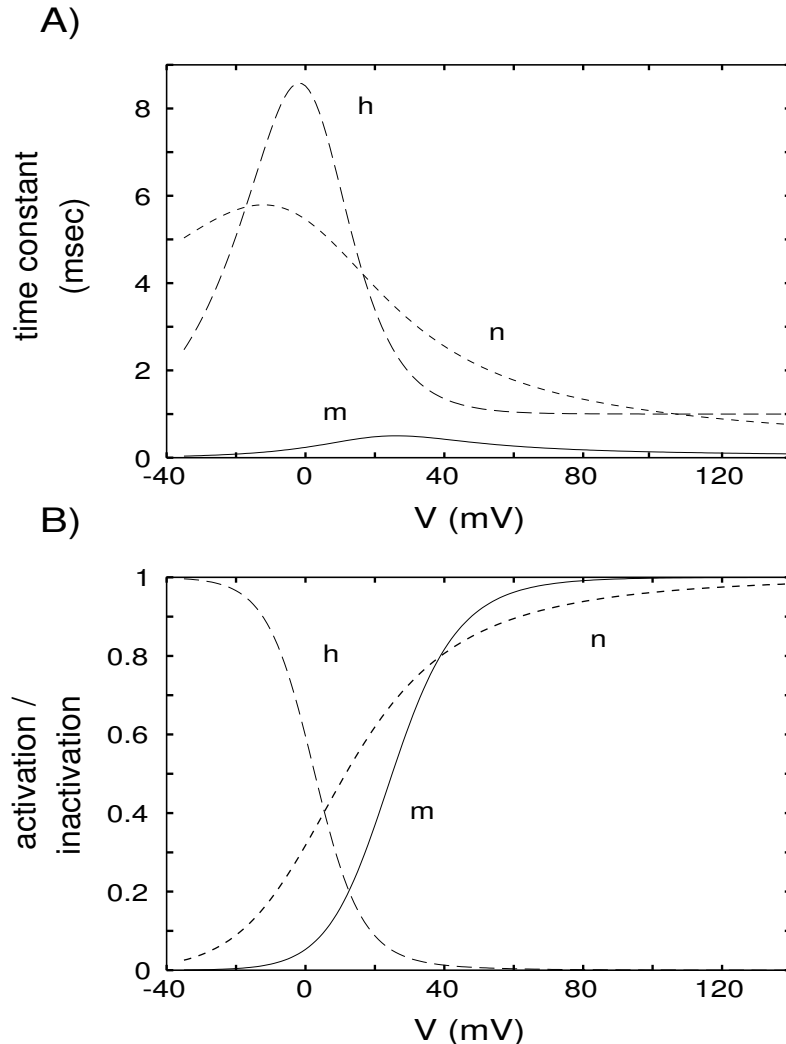 A)
8
6
4
2
0
time constant
(msec)
h
n
m
-40
0
40
80
120
V (mV)
B)
1
0.8
0.6
0.4
0.2
0
activation /
inactivation
h
n
m
-40
0
40
80
120
V (mV)